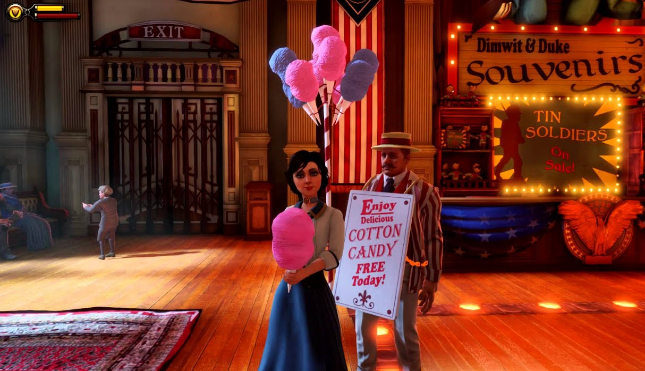 EXIT
Dimwit & Duke
Souvenirs
TIN
SOLDIERS
On
Sale!
Enjoy
Delicious
COTTON
CANDY
FREE
Today!